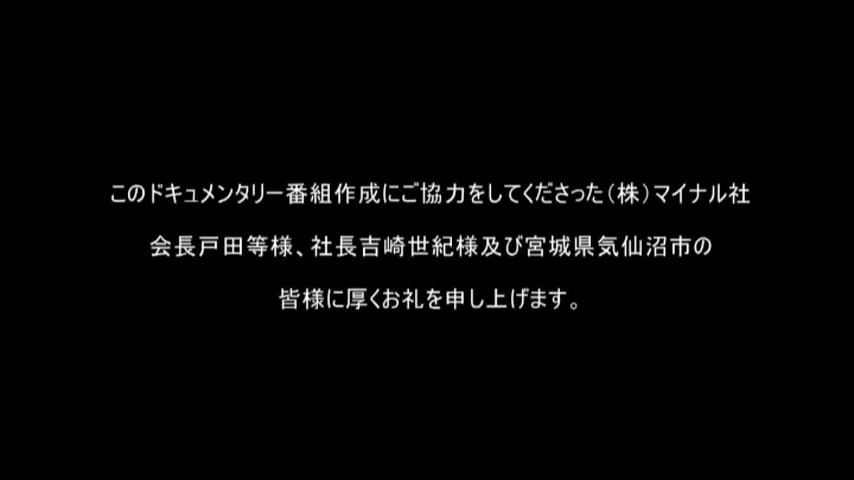 このドキュメンタリー番組作成にご協力をしてくださった（株）マイナル社
会長戸田等様、社長吉崎世紀様及び宮城県気仙沼市の
皆様に厚くお礼を申し上げます。